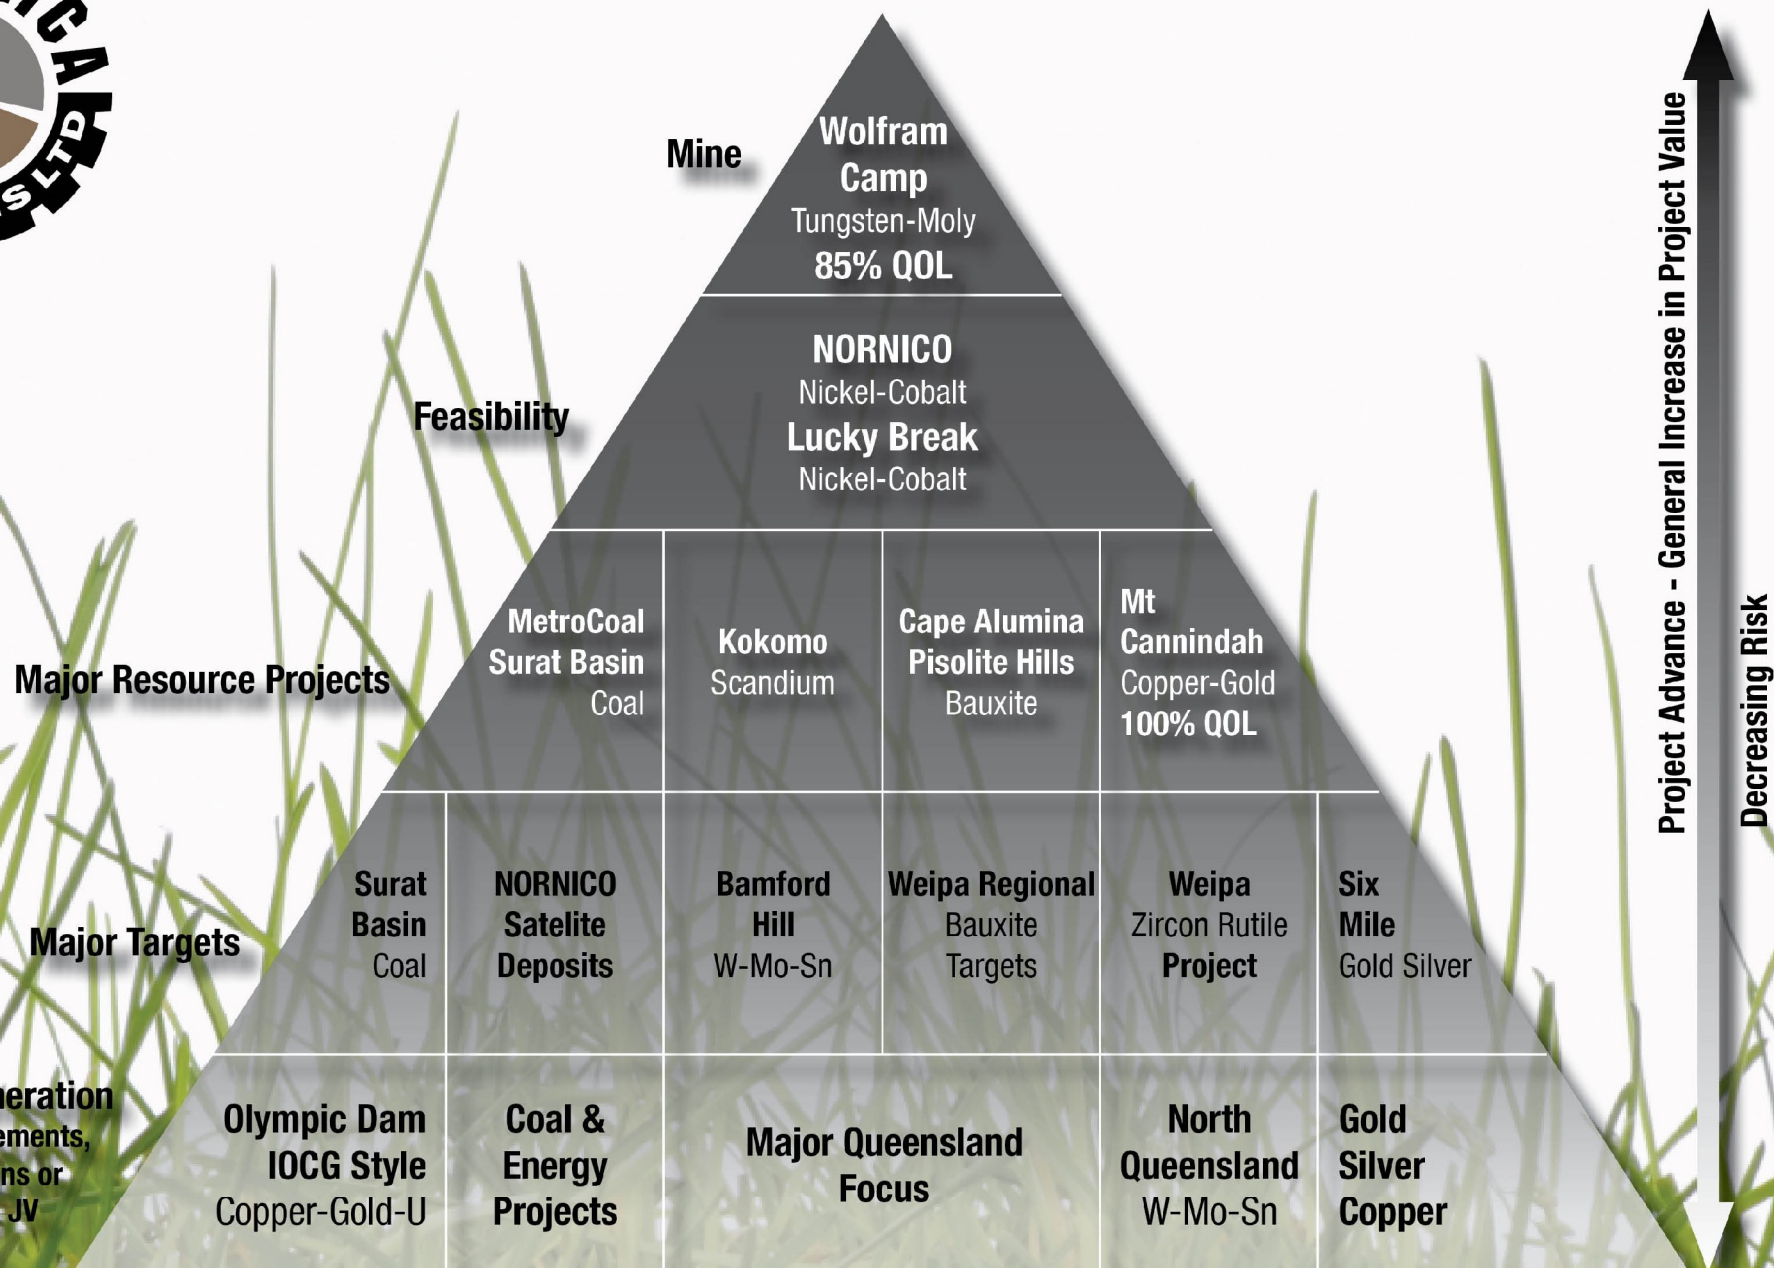 LTD
Mine
Wolfram
Camp
Tungsten-Moly
85% QOL
Feasibility
NORNICO
Nickel-Cobalt
Lucky Break
Nickel-Cobalt
Major Resource Projects
MetroCoal
Surat Basin
Coal
Kokomo
Scandium
Cape Alumina
Pisolite Hills
Bauxite
Mt
Cannindah
Copper-Gold
100% QOL
Major Targets
Surat
Basin
Coal
NORNICO
Satelite
Deposits
Bamford
Hill
W-Mo-Sn
Weipa Regional
Bauxite
Targets
Weipa
Zircon Rutile
Project
Six
Mile
Gold Silver
or
JV
Olympic Dam
IOCG Style
Copper-Gold-U
Coal &
Energy
Projects
Major Queensland
Focus
North
Queensland
W-Mo-Sn
Gold
Silver
Copper
Project Advance - General Increase in Project Value
Decreasing Risk